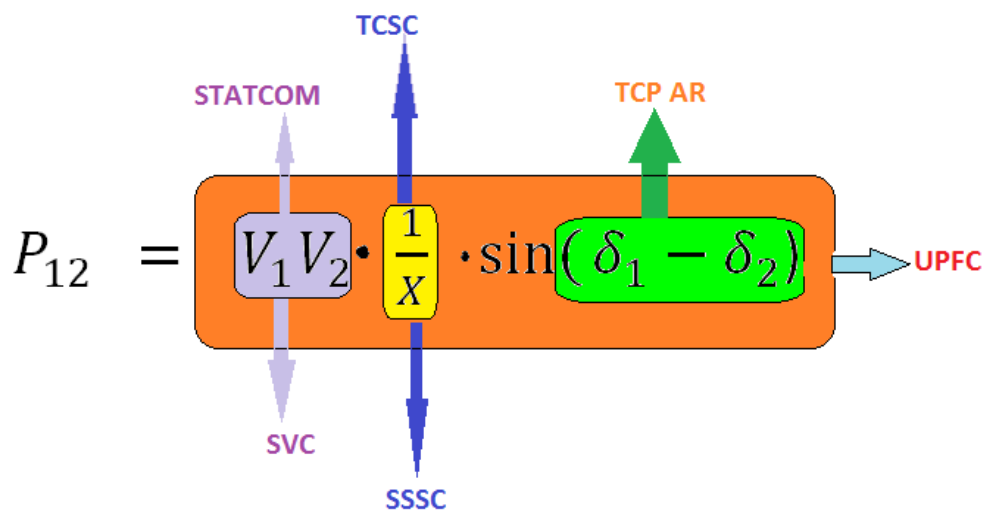 TCSC
STATCOM
TCP AR
P₁₂ = V₁V₂ · 1/X · sin(δ₁ − δ₂)
UPFC
SVC
SSSC